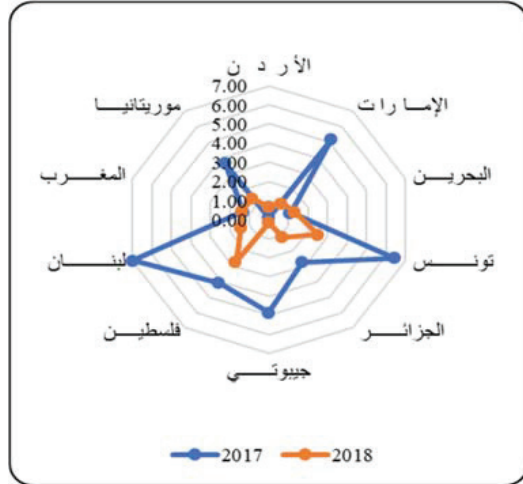 الأردن
7.00
موريتانيا
6.00
الإمارات
5.00
4.00
3.00
المغرب
2.00
البحرين
1.00
0.00
لبنان
تونس
فلسطين
الجزائر
جيبوتي
2017 2018